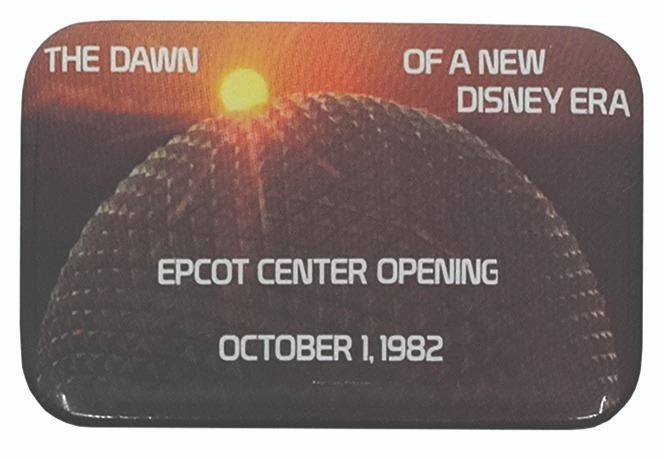 THE DAWN OF A NEW
DISNEY ERA
EPCOT CENTER OPENING
OCTOBER 1, 1982